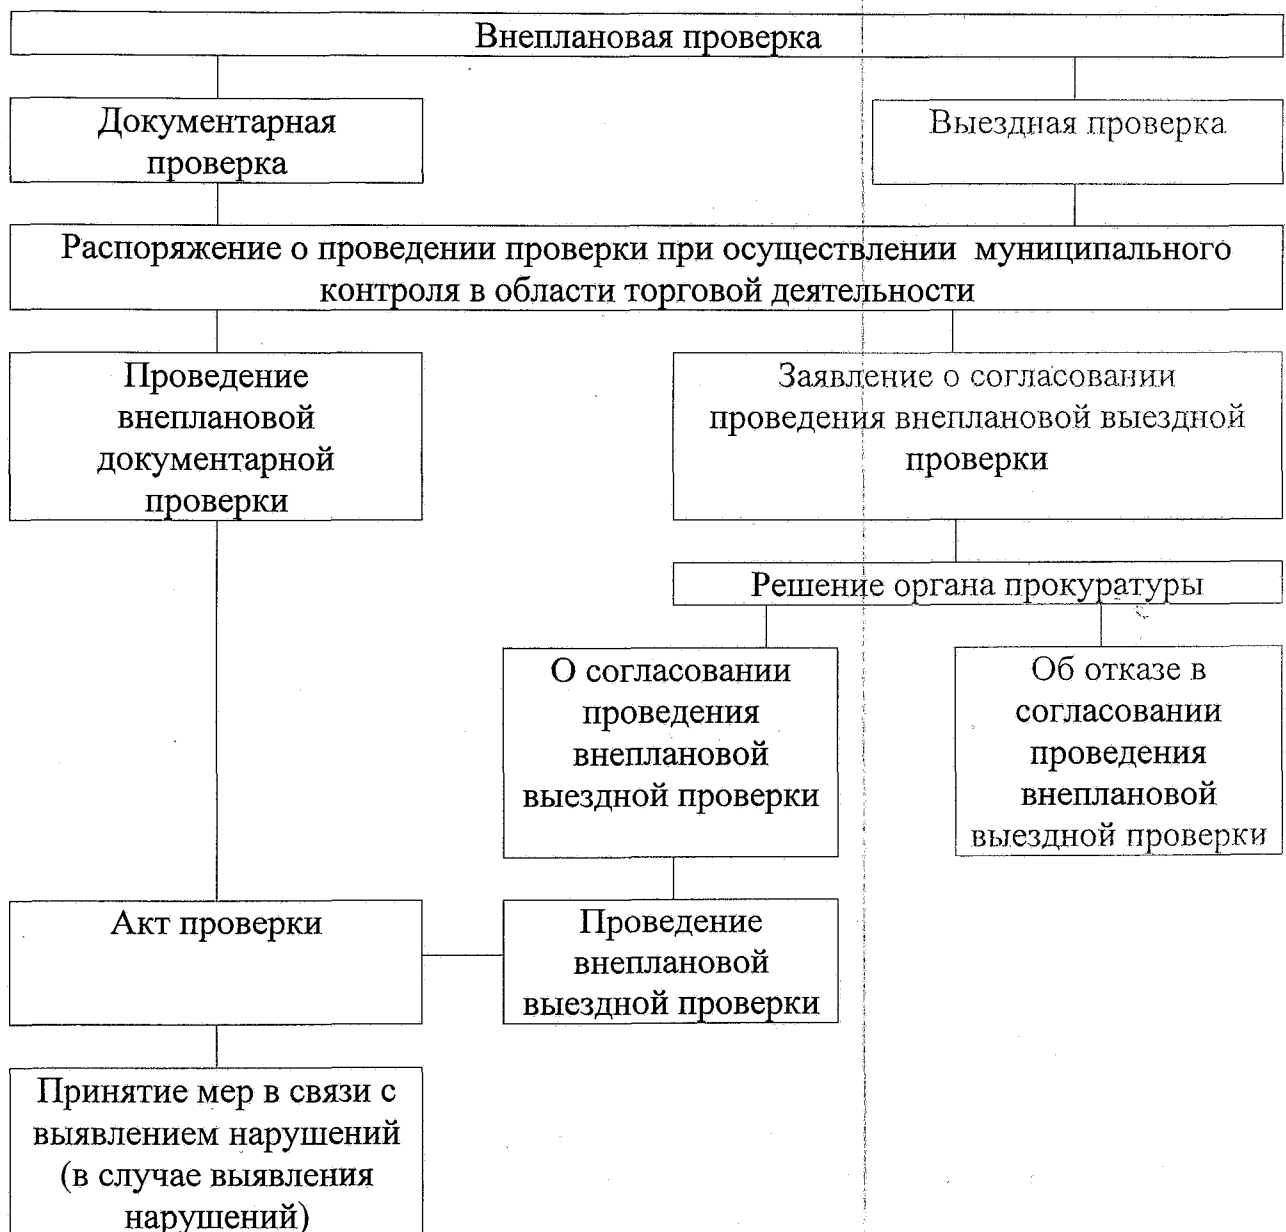 Внеплановая проверка
Документарная
проверка
Выездная проверка
Распоряжение о проведении проверки при осуществлении муниципального
контроля в области торговой деятельности
Проведение
внеплановой
документарной
проверки
Заявление о согласовании
проведения внеплановой выездной
проверки
Решение органа прокуратуры
О согласовании
проведения
внеплановой
выездной проверки
Об отказе в
согласовании
проведения
внеплановой
выездной проверки
Акт проверки
Проведение
внеплановой
выездной проверки
Принятие мер в связи с
выявлением нарушений
(в случае выявления
нарушений)